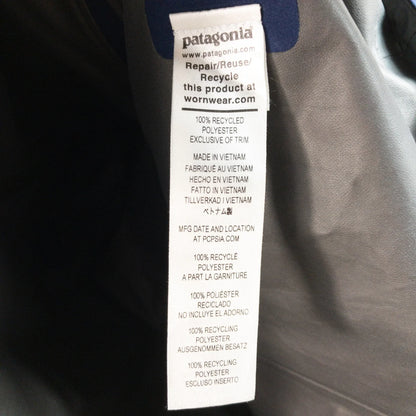 patagonia
www.patagonia.com
Repair/Reuse/
Recycle
this product at
wornwear.com
100% RECYCLED
POLYESTER
EXCLUSIVE OF TRIM
MADE IN VIETNAM
FABRIQUÉ AU VIETNAM
HECHO EN VIETNAM
FATTO IN VIETNAM
TILLVERKAD I VIETNAM
ベトナム製
MFG DATE AND LOCATION
AT PCPSIA.COM
100% RECYCLE
POLYESTER
A PART LA GARNITURE
100% POLIÉSTER
RECICLADO
NO INCLUYE EL ADORNO
100% RECYCLING
POLYESTER
AUSGENOMMEN BESATZ
100% RECYCLING
POLYESTER
ESCLUSO INSERTO